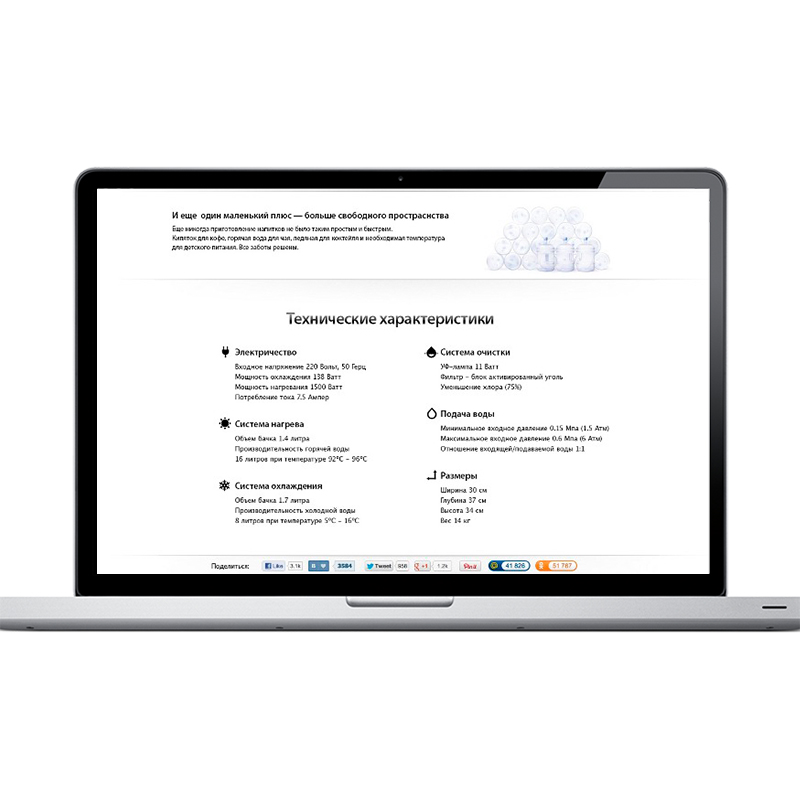 И еще один маленький плюс — больше свободного прострасиства
Еще никогда приготовление напитков не было таким простым и быстрым.
Кипяток для кофе, горячая вода для чая, ледяная для коктейля и необходимая температура
для детского питания. Все заботы решены.
Технические характеристики
Электричество
Входное напряжение 220 Вольт, 50 Герц
Мощность охлаждения 138 Ватт
Мощность нагревания 1500 Ватт
Потребление тока 7.5 Ампер
Система нагрева
Объем бачка 1.4 литра
Производительность горячей воды
16 литров при температуре 92°C – 96°C
Система охлаждения
Объем бачка 1.7 литра
Производительность холодной воды
8 литров при температуре 5°C – 16°C
Система очистки
УФ-лампа 11 Ватт
Фильтр – блок активированный уголь
Уменьшение хлора (75%)
Подача воды
Минимальное входное давление 0.15 Мпа (1.5 Атм)
Максимальное входное давление 0.6 Мпа (6 Атм)
Отношение входящей/подаваемой воды 1:1
Размеры
Ширина 30 см
Глубина 37 см
Высота 34 см
Вес 14 кг
Поделиться: Like 3.1k В 3584 Tweet 958 +1 1.2k Pinit 41 826 51 787